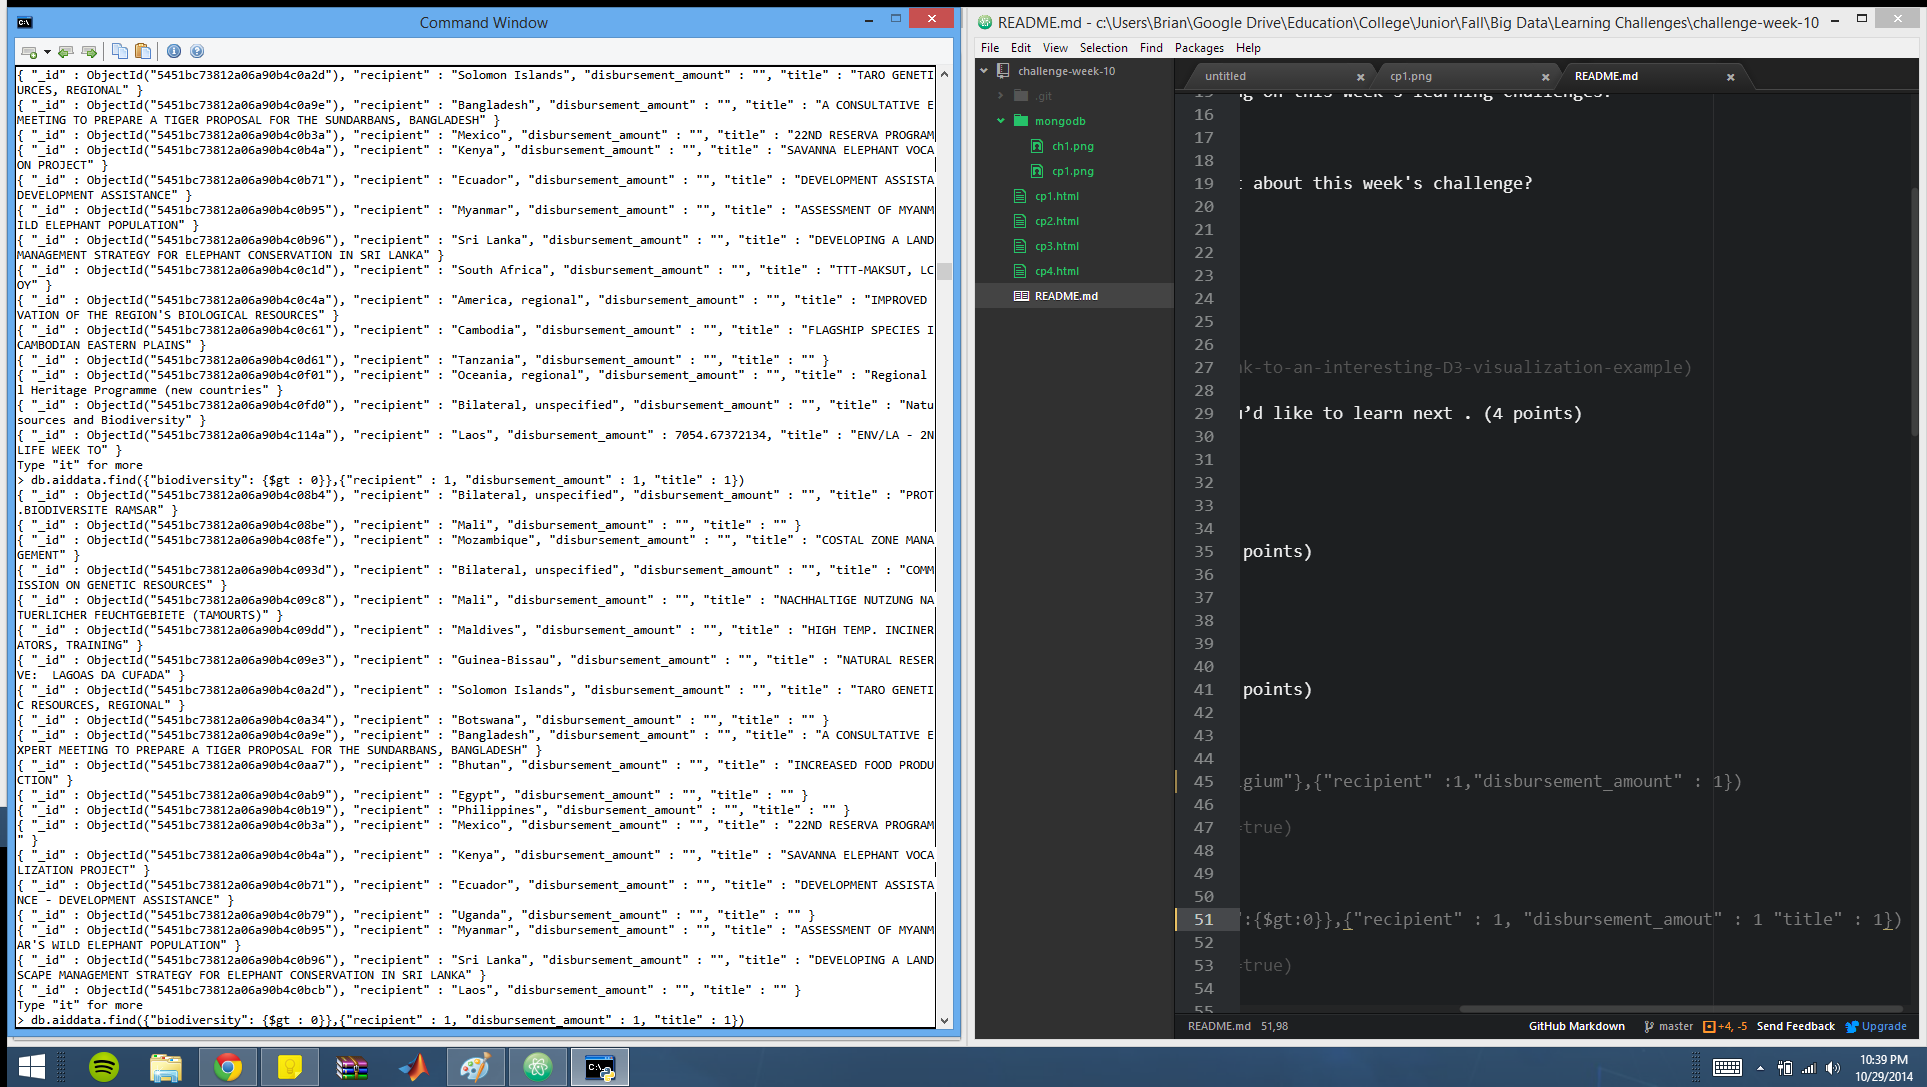 Command Window
{ "_id" : ObjectId("5451bc73812a06a90b4c0a2d"), "recipient" : "Solomon Islands", "disbursement_amount" : "", "title" : "TARO GENETI
URCES, REGIONAL" }
{ "_id" : ObjectId("5451bc73812a06a90b4c0a9e"), "recipient" : "Bangladesh", "disbursement_amount" : "", "title" : "A CONSULTATIVE E
MEETING TO PREPARE A TIGER PROPOSAL FOR THE SUNDARBANS, BANGLADESH" }
{ "_id" : ObjectId("5451bc73812a06a90b4c0b3a"), "recipient" : "Mexico", "disbursement_amount" : "", "title" : "22ND RESERVA PROGRAM
{ "_id" : ObjectId("5451bc73812a06a90b4c0b4a"), "recipient" : "Kenya", "disbursement_amount" : "", "title" : "SAVANNA ELEPHANT VOCA
ON PROJECT" }
{ "_id" : ObjectId("5451bc73812a06a90b4c0b71"), "recipient" : "Ecuador", "disbursement_amount" : "", "title" : "DEVELOPMENT ASSISTA
DEVELOPMENT ASSISTANCE" }
{ "_id" : ObjectId("5451bc73812a06a90b4c0b95"), "recipient" : "Myanmar", "disbursement_amount" : "", "title" : "ASSESSMENT OF MYANM
ILD ELEPHANT POPULATION" }
{ "_id" : ObjectId("5451bc73812a06a90b4c0b96"), "recipient" : "Sri Lanka", "disbursement_amount" : "", "title" : "DEVELOPING A LAND
MANAGEMENT STRATEGY FOR ELEPHANT CONSERVATION IN SRI LANKA" }
{ "_id" : ObjectId("5451bc73812a06a90b4c0c1d"), "recipient" : "South Africa", "disbursement_amount" : "", "title" : "TTT-MAKSUT, LC
OY" }
{ "_id" : ObjectId("5451bc73812a06a90b4c0c4a"), "recipient" : "America, regional", "disbursement_amount" : "", "title" : "IMPROVED
VATION OF THE REGION'S BIOLOGICAL RESOURCES" }
{ "_id" : ObjectId("5451bc73812a06a90b4c0c61"), "recipient" : "Cambodia", "disbursement_amount" : "", "title" : "FLAGSHIP SPECIES I
CAMBODIAN EASTERN PLAINS" }
{ "_id" : ObjectId("5451bc73812a06a90b4c0d61"), "recipient" : "Tanzania", "disbursement_amount" : "", "title" : "" }
{ "_id" : ObjectId("5451bc73812a06a90b4c0f01"), "recipient" : "Oceania, regional", "disbursement_amount" : "", "title" : "Regional
l Heritage Programme (new countries" }
{ "_id" : ObjectId("5451bc73812a06a90b4c0fd0"), "recipient" : "Bilateral, unspecified", "disbursement_amount" : "", "title" : "Natu
sources and Biodiversity" }
{ "_id" : ObjectId("5451bc73812a06a90b4c114a"), "recipient" : "Laos", "disbursement_amount" : 7054.67372134, "title" : "ENV/LA - 2N
LIFE WEEK TO" }
Type "it" for more
> db.aiddata.find({"biodiversity": {$gt : 0}},{"recipient" : 1, "disbursement_amount" : 1, "title" : 1})
{ "_id" : ObjectId("5451bc73812a06a90b4c08b4"), "recipient" : "Bilateral, unspecified", "disbursement_amount" : "", "title" : "PROT
.BIODIVERSITE RAMSAR" }
{ "_id" : ObjectId("5451bc73812a06a90b4c08be"), "recipient" : "Mali", "disbursement_amount" : "", "title" : "" }
{ "_id" : ObjectId("5451bc73812a06a90b4c08fe"), "recipient" : "Mozambique", "disbursement_amount" : "", "title" : "COSTAL ZONE MANA
GEMENT" }
{ "_id" : ObjectId("5451bc73812a06a90b4c093d"), "recipient" : "Bilateral, unspecified", "disbursement_amount" : "", "title" : "COMM
ISSION ON GENETIC RESOURCES" }
{ "_id" : ObjectId("5451bc73812a06a90b4c09c8"), "recipient" : "Mali", "disbursement_amount" : "", "title" : "NACHHALTIGE NUTZUNG NA
TUERLICHER FEUCHTGEBIETE (TAMOURTS)" }
{ "_id" : ObjectId("5451bc73812a06a90b4c09dd"), "recipient" : "Maldives", "disbursement_amount" : "", "title" : "HIGH TEMP. INCINER
ATORS, TRAINING" }
{ "_id" : ObjectId("5451bc73812a06a90b4c09e3"), "recipient" : "Guinea-Bissau", "disbursement_amount" : "", "title" : "NATURAL RESER
VE:  LAGOAS DA CUFADA" }
{ "_id" : ObjectId("5451bc73812a06a90b4c0a2d"), "recipient" : "Solomon Islands", "disbursement_amount" : "", "title" : "TARO GENETI
C RESOURCES, REGIONAL" }
{ "_id" : ObjectId("5451bc73812a06a90b4c0a34"), "recipient" : "Botswana", "disbursement_amount" : "", "title" : "" }
{ "_id" : ObjectId("5451bc73812a06a90b4c0a9e"), "recipient" : "Bangladesh", "disbursement_amount" : "", "title" : "A CONSULTATIVE E
XPERT MEETING TO PREPARE A TIGER PROPOSAL FOR THE SUNDARBANS, BANGLADESH" }
{ "_id" : ObjectId("5451bc73812a06a90b4c0aa7"), "recipient" : "Bhutan", "disbursement_amount" : "", "title" : "INCREASED FOOD PRODU
CTION" }
{ "_id" : ObjectId("5451bc73812a06a90b4c0ab9"), "recipient" : "Egypt", "disbursement_amount" : "", "title" : "" }
{ "_id" : ObjectId("5451bc73812a06a90b4c0b19"), "recipient" : "Philippines", "disbursement_amount" : "", "title" : "" }
{ "_id" : ObjectId("5451bc73812a06a90b4c0b3a"), "recipient" : "Mexico", "disbursement_amount" : "", "title" : "22ND RESERVA PROGRAM
" }
{ "_id" : ObjectId("5451bc73812a06a90b4c0b4a"), "recipient" : "Kenya", "disbursement_amount" : "", "title" : "SAVANNA ELEPHANT VOCA
LIZATION PROJECT" }
{ "_id" : ObjectId("5451bc73812a06a90b4c0b71"), "recipient" : "Ecuador", "disbursement_amount" : "", "title" : "DEVELOPMENT ASSISTA
NCE - DEVELOPMENT ASSISTANCE" }
{ "_id" : ObjectId("5451bc73812a06a90b4c0b79"), "recipient" : "Uganda", "disbursement_amount" : "", "title" : "" }
{ "_id" : ObjectId("5451bc73812a06a90b4c0b95"), "recipient" : "Myanmar", "disbursement_amount" : "", "title" : "ASSESSMENT OF MYANM
AR'S WILD ELEPHANT POPULATION" }
{ "_id" : ObjectId("5451bc73812a06a90b4c0b96"), "recipient" : "Sri Lanka", "disbursement_amount" : "", "title" : "DEVELOPING A LAND
SCAPE MANAGEMENT STRATEGY FOR ELEPHANT CONSERVATION IN SRI LANKA" }
{ "_id" : ObjectId("5451bc73812a06a90b4c0bcb"), "recipient" : "Laos", "disbursement_amount" : "", "title" : "" }
Type "it" for more
> db.aiddata.find({"biodiversity": {$gt : 0}},{"recipient" : 1, "disbursement_amount" : 1, "title" : 1})
README.md - c:\Users\Brian\Google Drive\Education\College\Junior\Fall\Big Data\Learning Challenges\challenge-week-10
File Edit View Selection Find Packages Help
challenge-week-10
.git
mongodb
ch1.png
cp1.png
cp1.html
cp2.html
cp3.html
cp4.html
README.md
untitled
cp1.png
README.md
15 ng on this week's learning challenges?
16
17
18
19 t about this week's challenge?
20
21
22
23
24
25
26
27 nk-to-an-interesting-D3-visualization-example)
28
29 u'd like to learn next . (4 points)
30
31
32
33
34
35 points)
36
37
38
39
40
41 points)
42
43
44
45 lgium"},{"recipient" :1,"disbursement_amount" : 1})
46
47 =true)
48
49
50
51 ":{$gt:0}},{"recipient" : 1, "disbursement_amout" : 1 "title" : 1})
52
53 =true)
54
55
README.md 51,98
GitHub Markdown master +4, -5 Send Feedback Upgrade
10:39 PM
10/29/2014